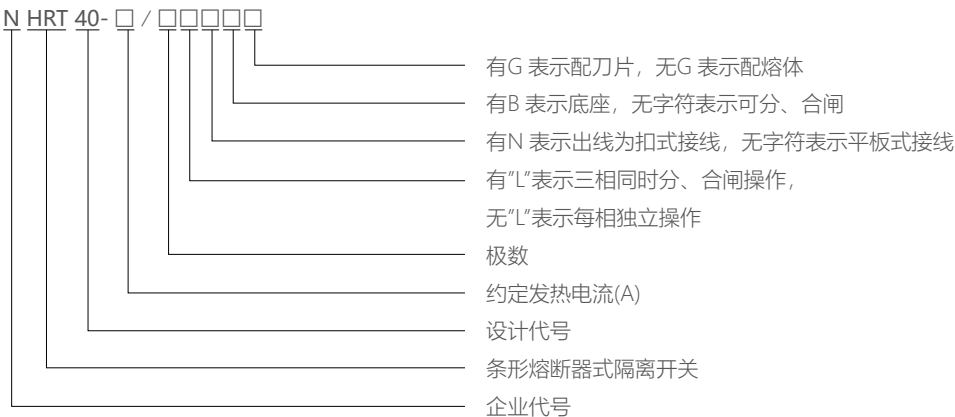 N HRT 40- □ / □□□□□
有G 表示配刀片，无G 表示配熔体
有B 表示底座，无字符表示可分、合闸
有N 表示出线为扣式接线，无字符表示平板式接线
有"L"表示三相同时分、合闸操作，
无"L"表示每相独立操作
极数
约定发热电流(A)
设计代号
条形熔断器式隔离开关
企业代号